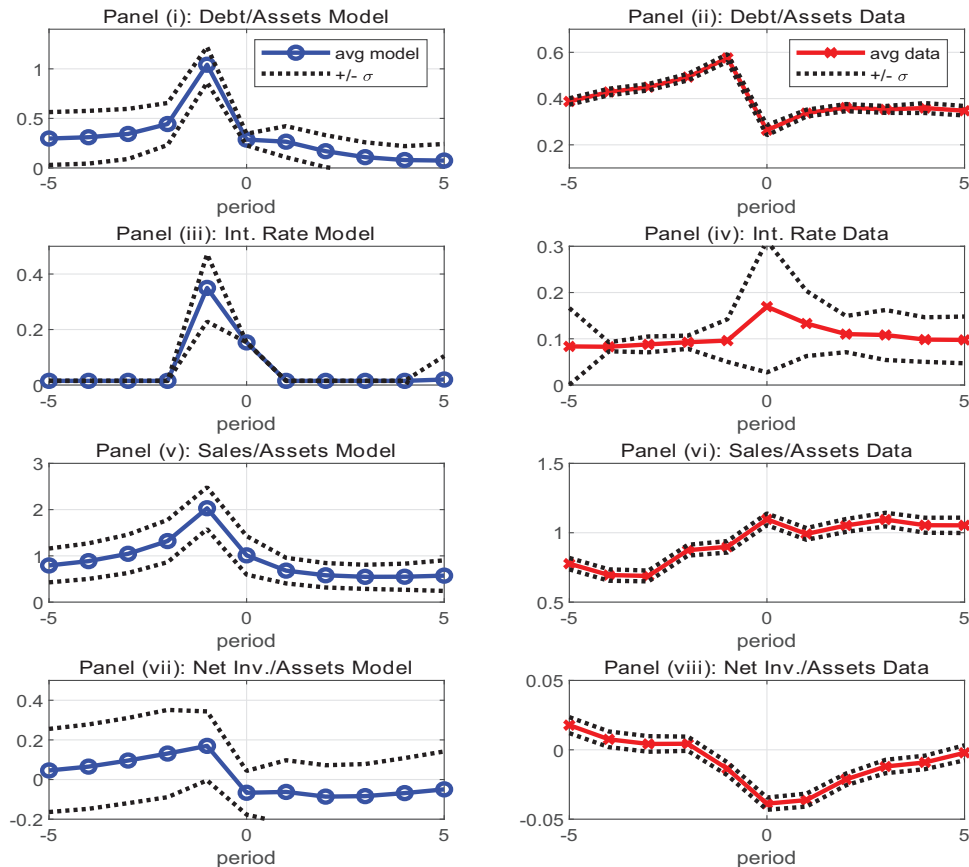 Panel (i): Debt/Assets Model
1
0.5
0
-5 0 5
period
avg model
+/- σ
Panel (ii): Debt/Assets Data
0.6
0.4
0.2
-5 0 5
period
avg data
+/- σ
Panel (iii): Int. Rate Model
0.4
0.2
0
-5 0 5
period
Panel (iv): Int. Rate Data
0.3
0.2
0.1
0
-5 0 5
period
Panel (v): Sales/Assets Model
3
2
1
0
-5 0 5
period
Panel (vi): Sales/Assets Data
1.5
1
0.5
-5 0 5
period
Panel (vii): Net Inv./Assets Model
0.4
0.2
0
-0.2
-5 0 5
period
Panel (viii): Net Inv./Assets Data
0.05
0
-0.05
-5 0 5
period